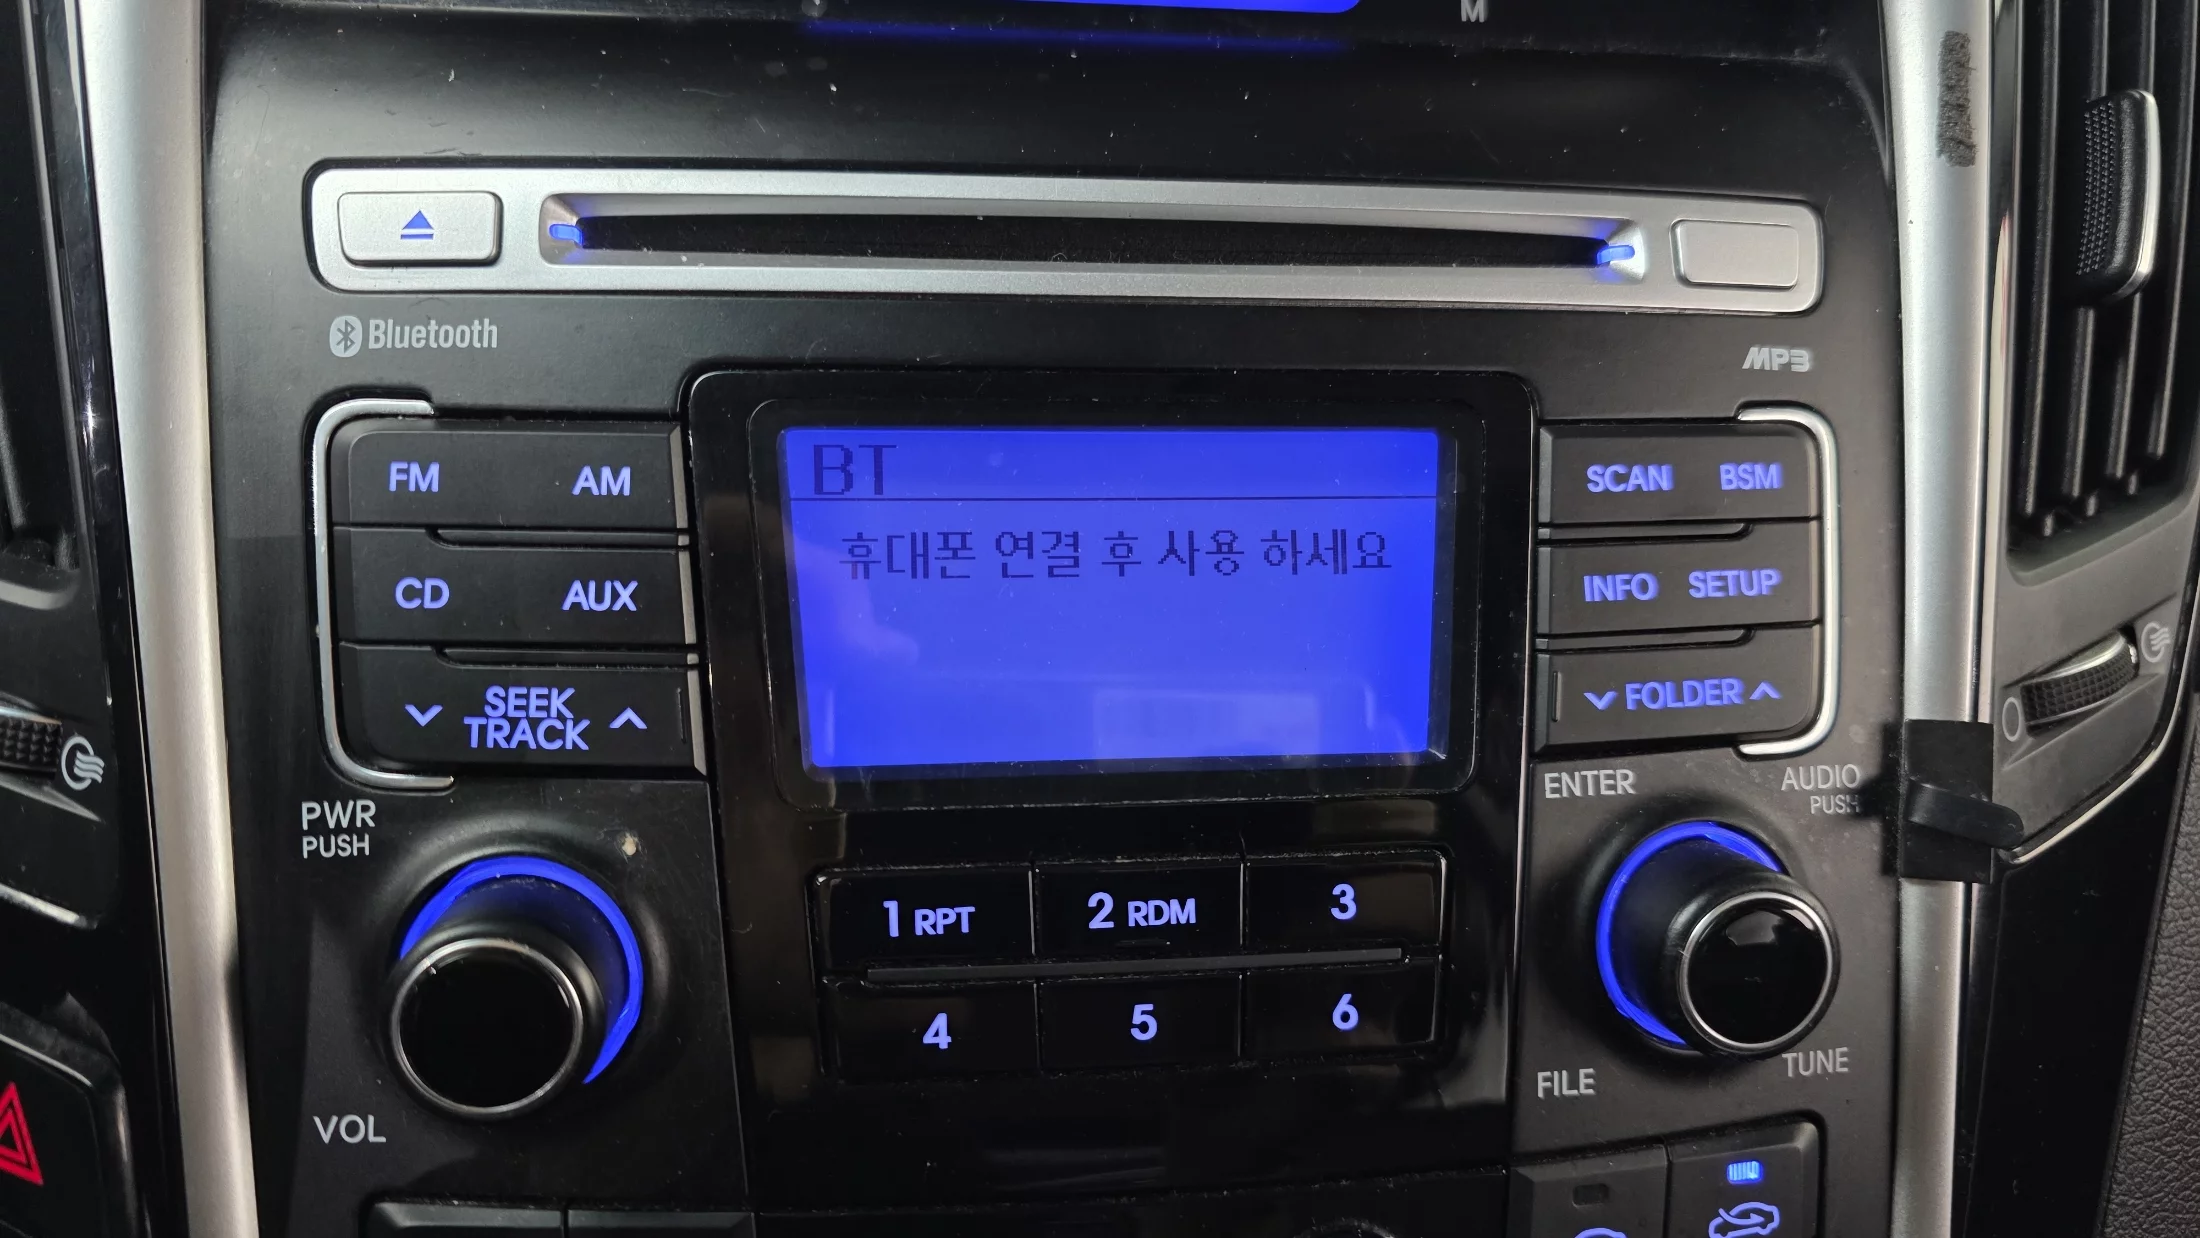 M
Bluetooth
MP3
FM AM
CD AUX
SEEK
TRACK
BT
휴대폰 연결 후 사용 하세요
SCAN BSM
INFO SETUP
FOLDER
PWR
PUSH
VOL
1 RPT 2 RDM 3
4 5 6
ENTER
AUDIO
PUSH
FILE
TUNE